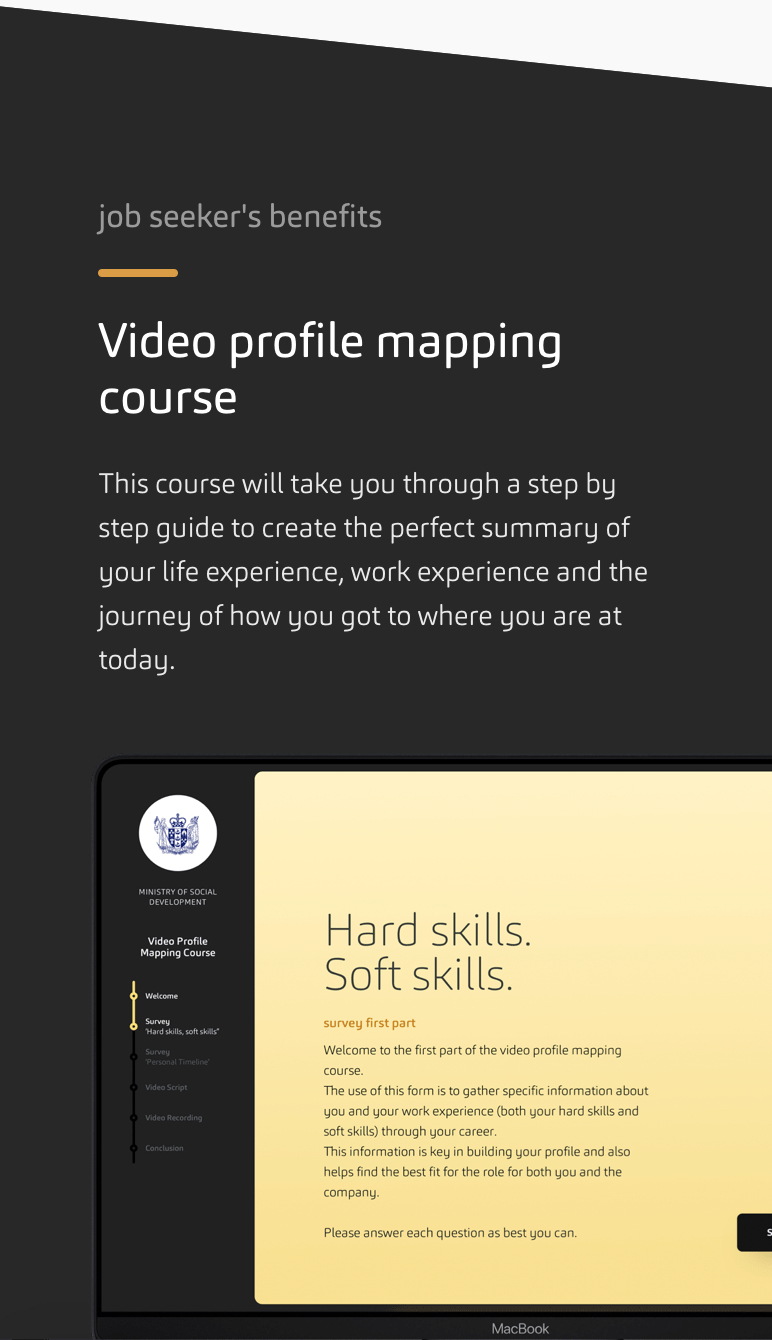 job seeker's benefits
Video profile mapping
course
This course will take you through a step by
step guide to create the perfect summary of
your life experience, work experience and the
journey of how you got to where you are at
today.
MINISTRY OF SOCIAL
DEVELOPMENT
Video Profile
Mapping Course
Welcome
Survey
'Hard skills, soft skills"
Survey
'Personal Timeline'
Video Script
Video Recording
Conclusion
Hard skills.
Soft skills.
survey first part
Welcome to the first part of the video profile mapping
course.
The use of this form is to gather specific information about
you and your work experience (both your hard skills and
soft skills) through your career.
This information is key in building your profile and also
helps find the best fit for the role for both you and the
company.
Please answer each question as best you can.
MacBook